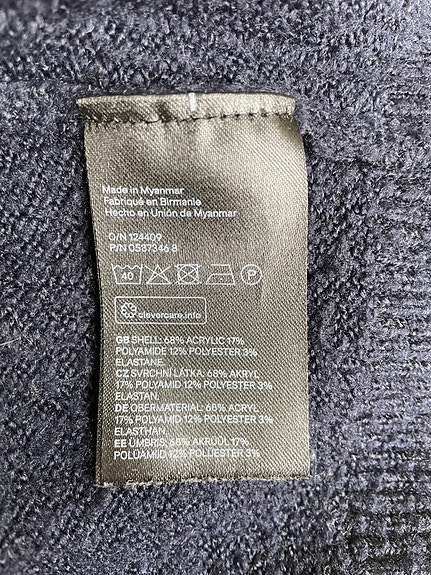 Made in Myanmar
Fabriqué en Birmanie
Hecho en Unión de Myanmar
O/N 124409
P/N 0537346 8
40 P
clevercare.info
GB SHELL: 68% ACRYLIC 17%
POLYAMIDE 12% POLYESTER 3%
ELASTANE.
CZ SVRCHNÍ LÁTKA: 68% AKRYL
17% POLYAMID 12% POLYESTER 3%
ELASTAN.
DE OBERMATERIAL: 68% ACRYL
17% POLYAMID 12% POLYESTER 3%
ELASTHAN.
EE ÜMBRIS: 68% AKRÜÜL 17%
POLÜAMIID 12% POLÜESTER 3%